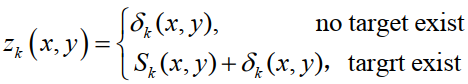 z_k(x,y) = { δ_k(x,y), no target exist
S_k(x,y)+δ_k(x,y)， targrt exist